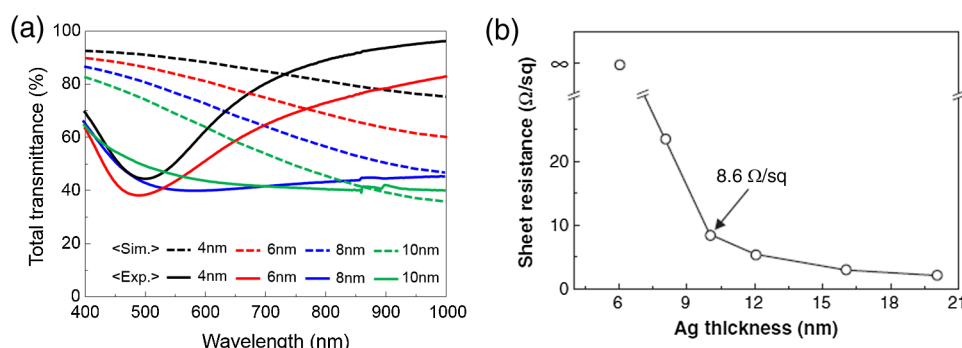 (a)
Total transmittance (%)
100
80
60
40
20
0
<Sim.> 4nm 6nm 8nm 10nm
<Exp.> 4nm 6nm 8nm 10nm
400 500 600 700 800 900 1000
Wavelength (nm)
(b)
Sheet resistance (Ω/sq)
∞
20
10
0
8.6 Ω/sq
6 9 12 15 18 21
Ag thickness (nm)